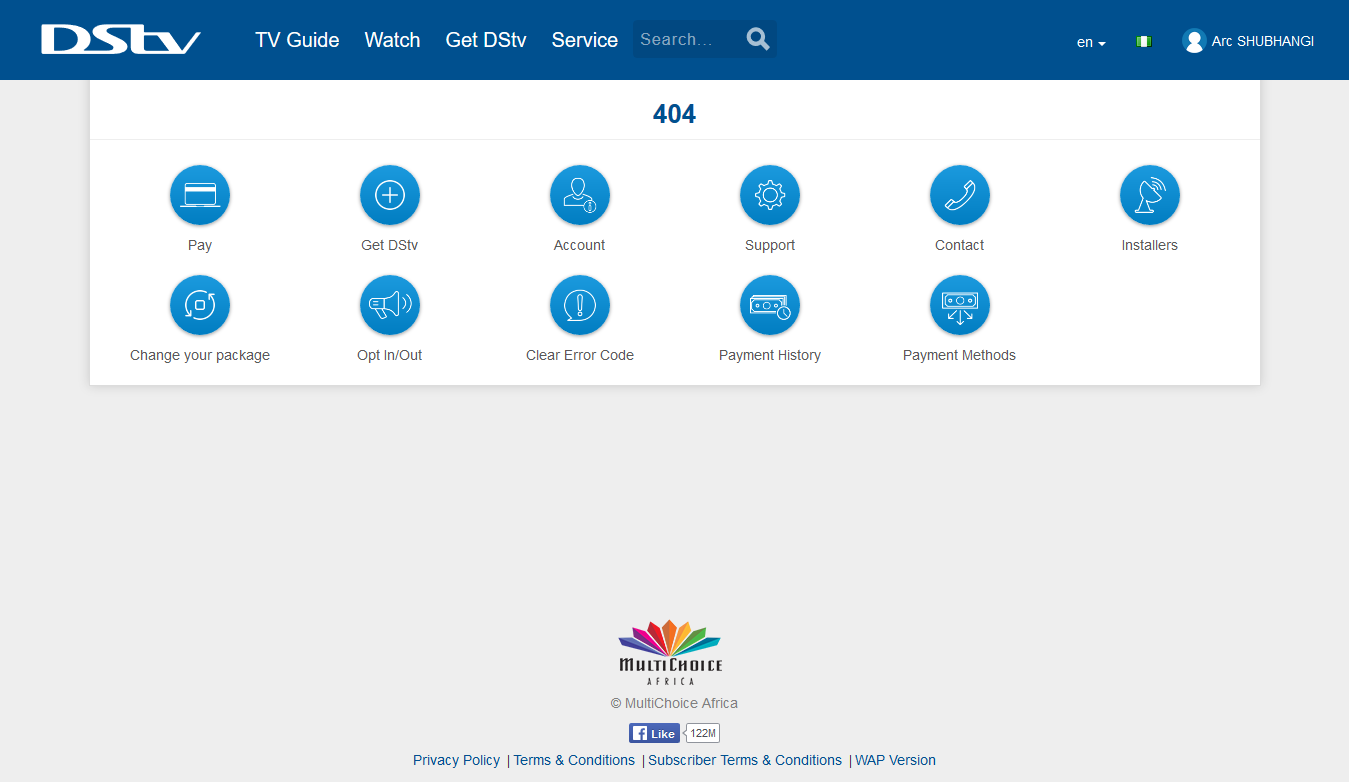 DStv TV Guide Watch Get DStv Service Search... en Arc SHUBHANGI
404
Pay Get DStv Account Support Contact Installers
Change your package Opt In/Out Clear Error Code Payment History Payment Methods
MULTICHOICE
AFRICA
© MultiChoice Africa
Like 122M
Privacy Policy | Terms & Conditions | Subscriber Terms & Conditions | WAP Version